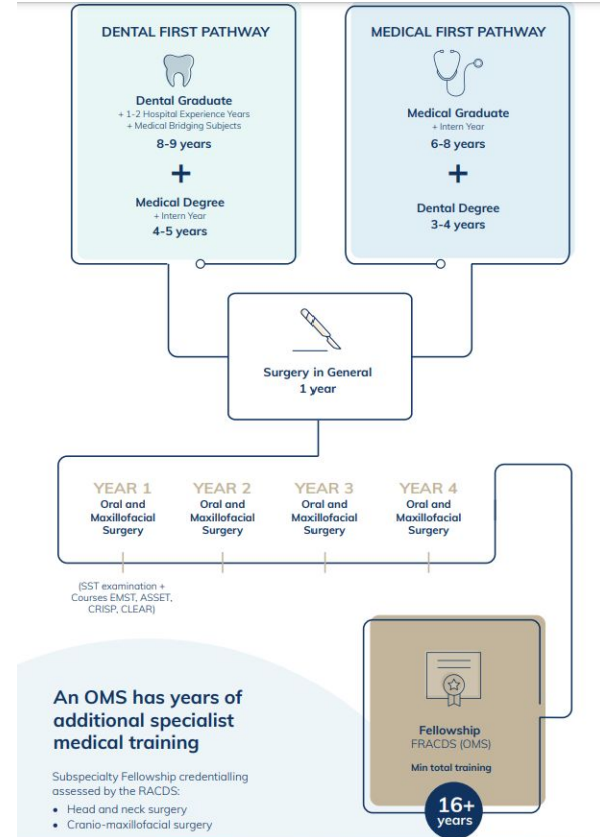 DENTAL FIRST PATHWAY
Dental Graduate
+ 1-2 Hospital Experience Years
+ Medical Bridging Subjects
8-9 years
+
Medical Degree
+ Intern Year
4-5 years
MEDICAL FIRST PATHWAY
Medical Graduate
+ Intern Year
6-8 years
+
Dental Degree
3-4 years
Surgery in General
1 year
YEAR 1
Oral and
Maxillofacial
Surgery
(SST examination +
Courses EMST, ASSET,
CRISP, CLEAR)
YEAR 2
Oral and
Maxillofacial
Surgery
YEAR 3
Oral and
Maxillofacial
Surgery
YEAR 4
Oral and
Maxillofacial
Surgery
Fellowship
FRACDS (OMS)
Min total training
16+
years
An OMS has years of
additional specialist
medical training
Subspecialty Fellowship credentialling
assessed by the RACDS:
• Head and neck surgery
• Cranio-maxillofacial surgery